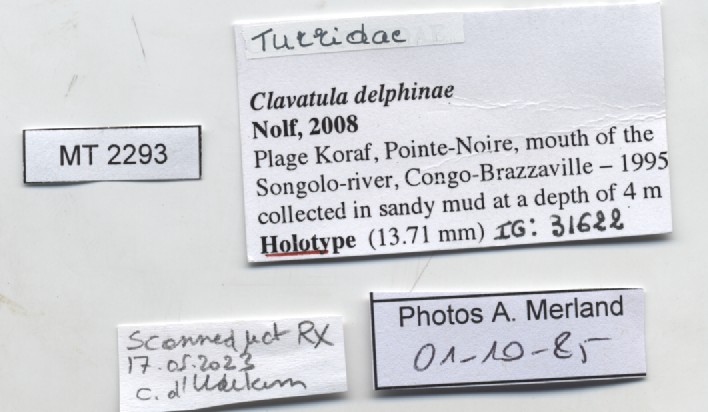 Turridae
Clavatula delphinae
Nolf, 2008
Plage Koraf, Pointe-Noire, mouth of the
Songolo-river, Congo-Brazzaville – 1995
collected in sandy mud at a depth of 4 m
Holotype (13.71 mm) IG: 31622
MT 2293
Scanned µct RX
17.05.2023
C. d'Udekem
Photos A. Merland
01-10-85